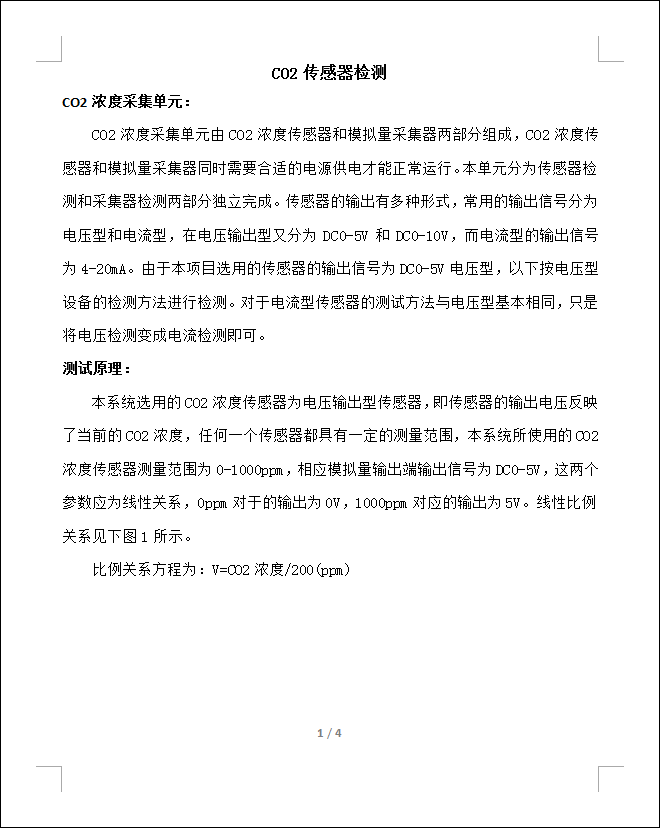 CO2 传感器检测
CO2 浓度采集单元：
CO2 浓度采集单元由 CO2 浓度传感器和模拟量采集器两部分组成，CO2 浓度传
感器和模拟量采集器同时需要合适的电源供电才能正常运行。本单元分为传感器检
测和采集器检测两部分独立完成。传感器的输出有多种形式，常用的输出信号分为
电压型和电流型，在电压输出型又分为 DC0-5V 和 DC0-10V，而电流型的输出信号
为 4-20mA。由于本项目选用的传感器的输出信号为 DC0-5V 电压型，以下按电压型
设备的检测方法进行检测。对于电流型传感器的测试方法与电压型基本相同，只是
将电压检测变成电流检测即可。
测试原理：
本系统选用的 CO2 浓度传感器为电压输出型传感器，即传感器的输出电压反映
了当前的 CO2 浓度，任何一个传感器都具有一定的测量范围，本系统所使用的 CO2
浓度传感器测量范围为 0-1000ppm，相应模拟量输出端输出信号为 DC0-5V，这两个
参数应为线性关系，0ppm 对于的输出为 0V，1000ppm 对应的输出为 5V。线性比例
关系见下图 1 所示。
比例关系方程为：V=CO2 浓度/200(ppm)
1 / 4